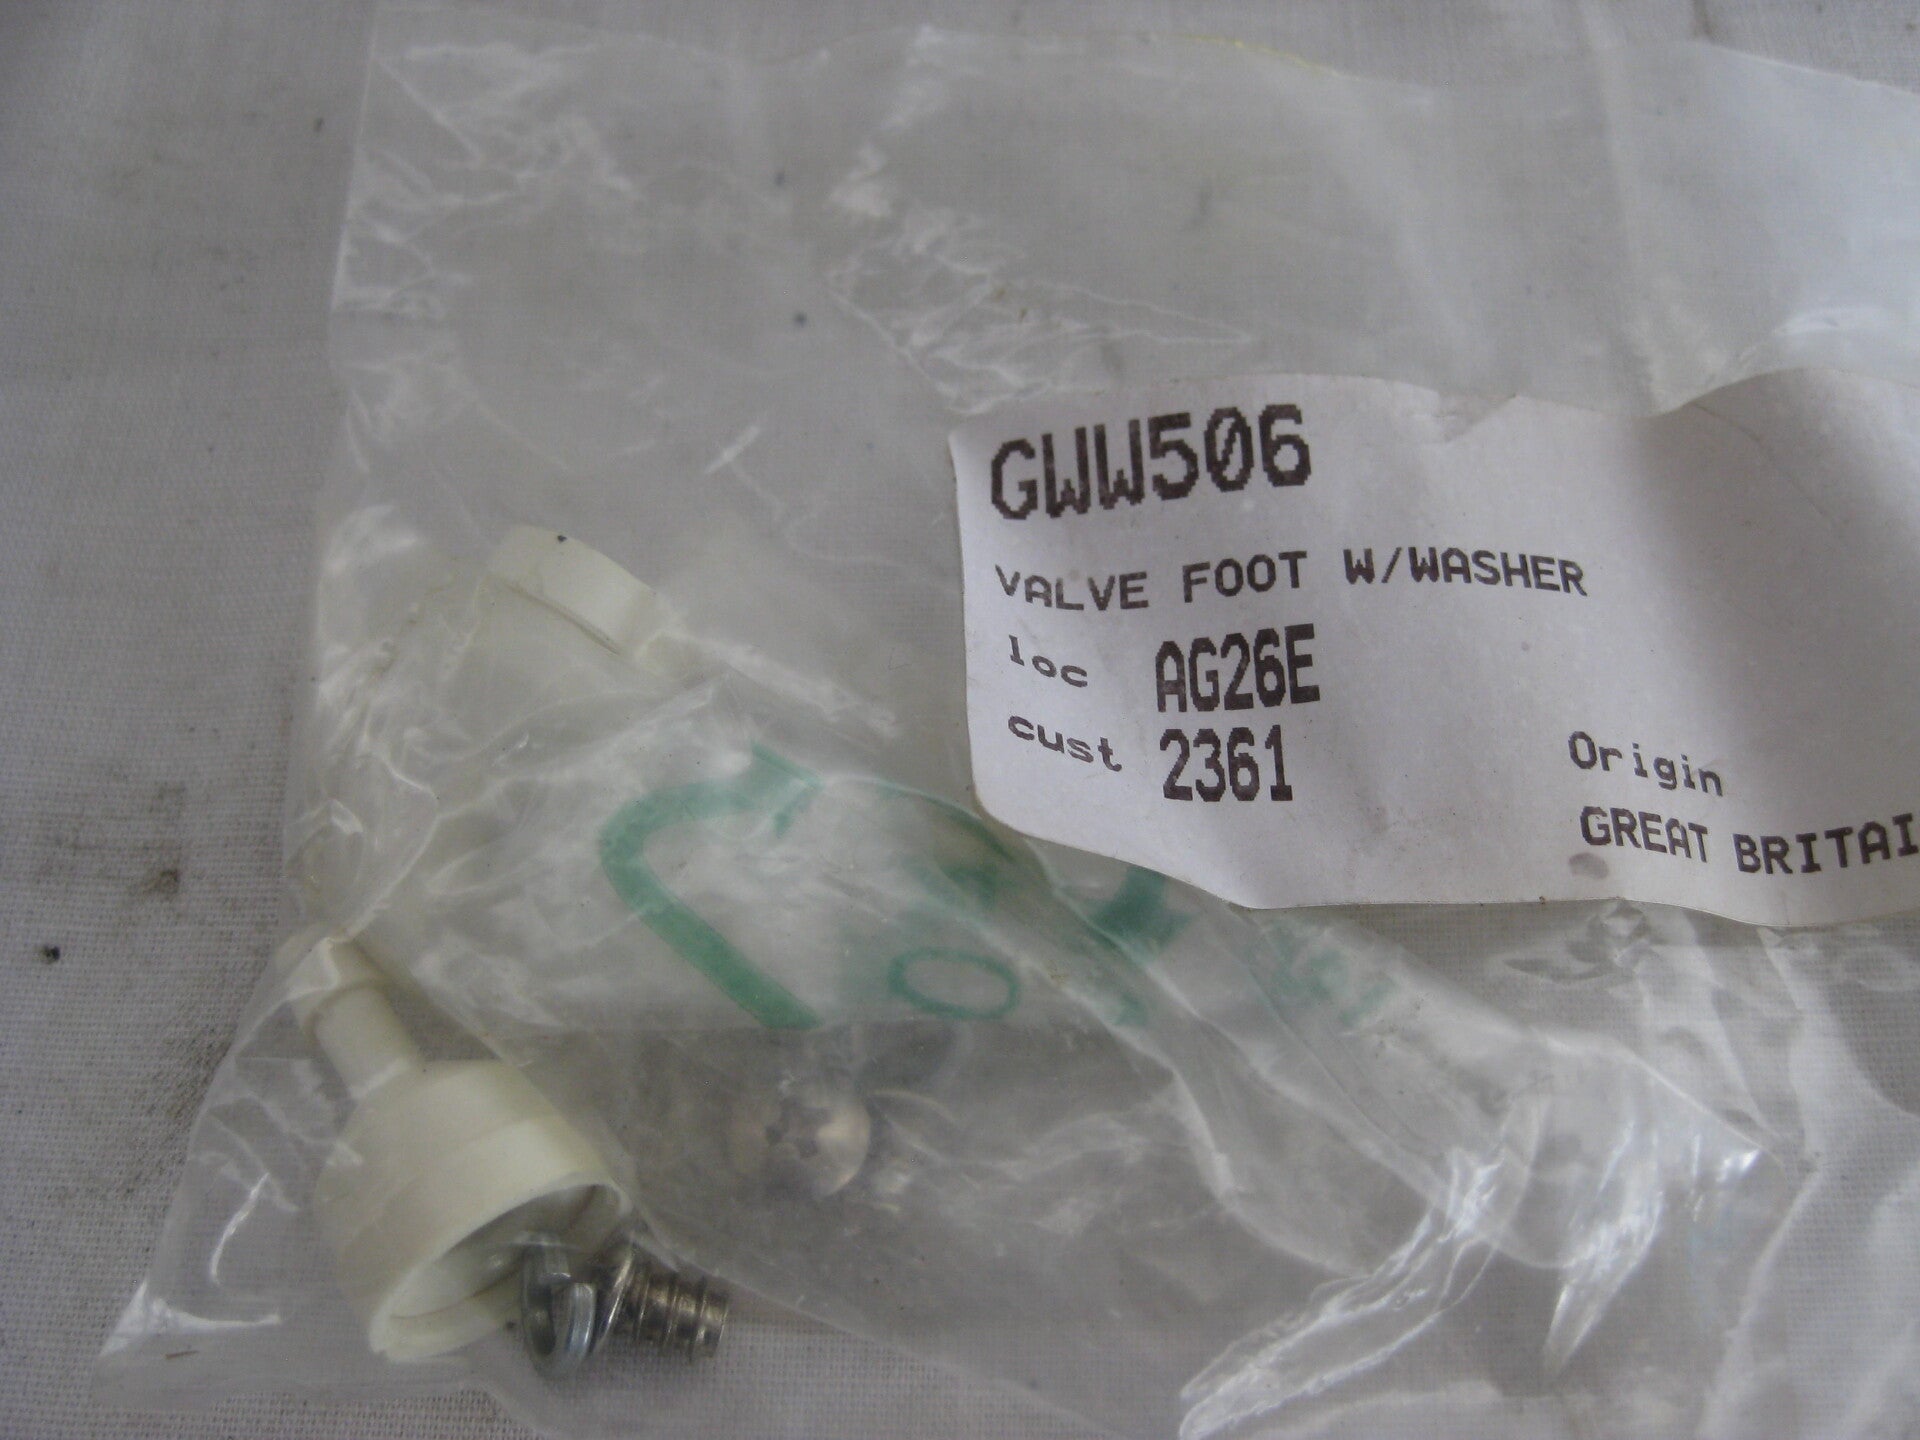 GWW506
VALVE FOOT W/WASHER
loc AG26E
cust 2361
Origin
GREAT BRITAI